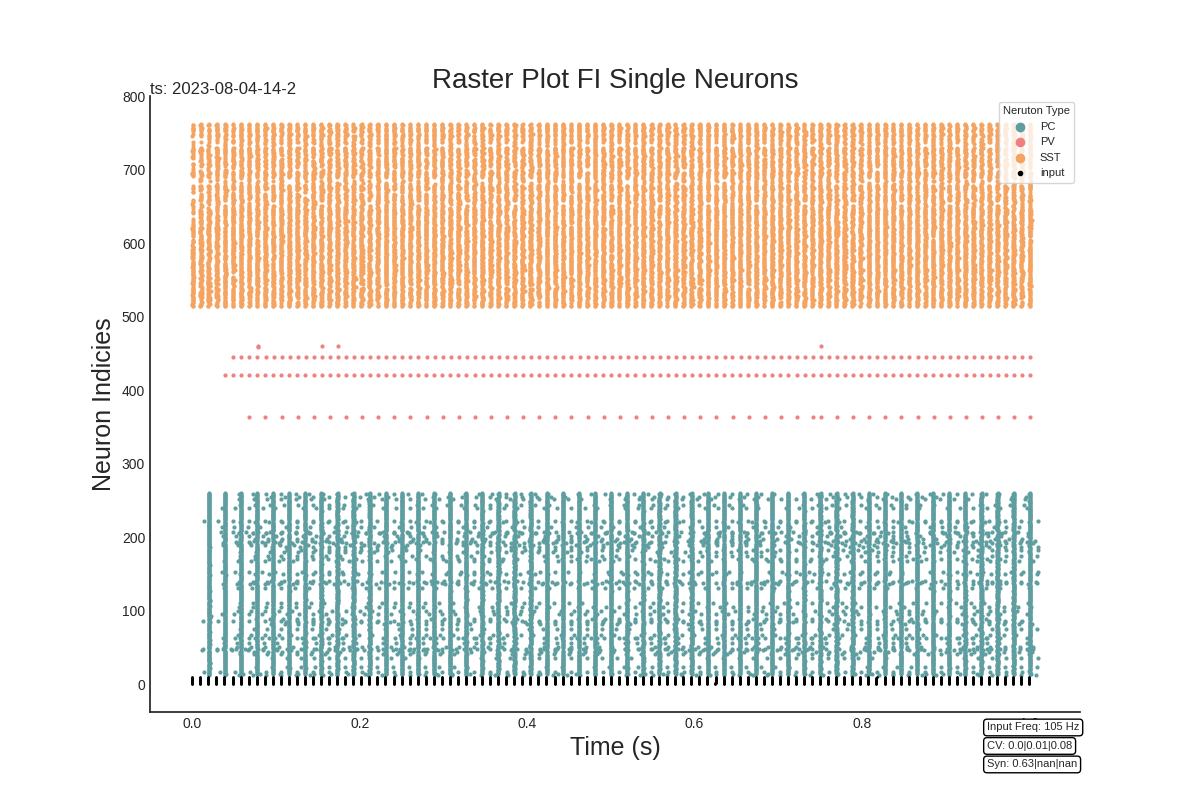 Raster Plot FI Single Neurons
ts: 2023-08-04-14-2
800
700
600
500
400
300
200
100
0
Neuron Indicies
Neruton Type
PC
PV
SST
input
0.0 0.2 0.4 0.6 0.8
Time (s)
Input Freq: 105 Hz
CV: 0.0|0.01|0.08
Syn: 0.63|nan|nan